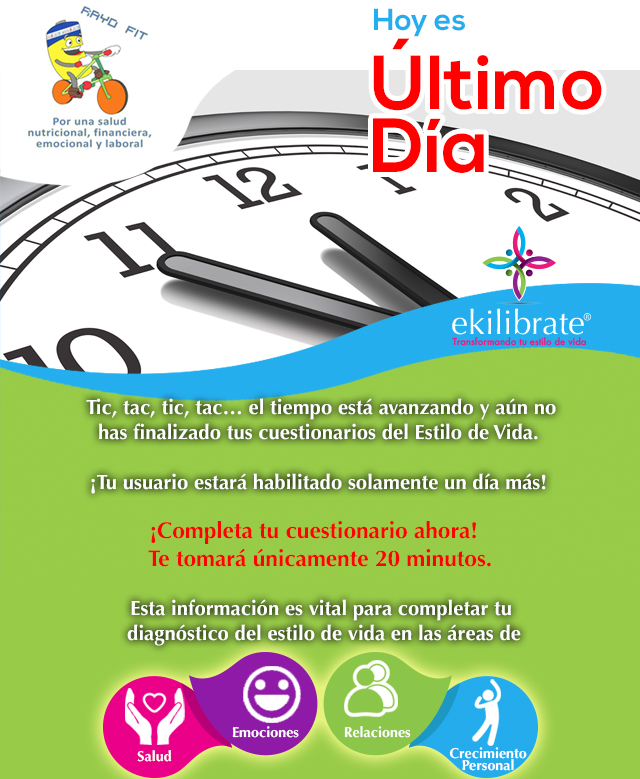 RAYO FIT
Por una salud
nutricional, financiera,
emocional y laboral
Hoy es
Último
Día
10
11
12
1
2
ekilibrate®
Transformando tu estilo de vida
Tic, tac, tic, tac… el tiempo está avanzando y aún no
has finalizado tus cuestionarios del Estilo de Vida.
¡Tu usuario estará habilitado solamente un día más!
¡Completa tu cuestionario ahora!
Te tomará únicamente 20 minutos.
Esta información es vital para completar tu
diagnóstico del estilo de vida en las áreas de
Salud
Emociones
Relaciones
Crecimiento
Personal